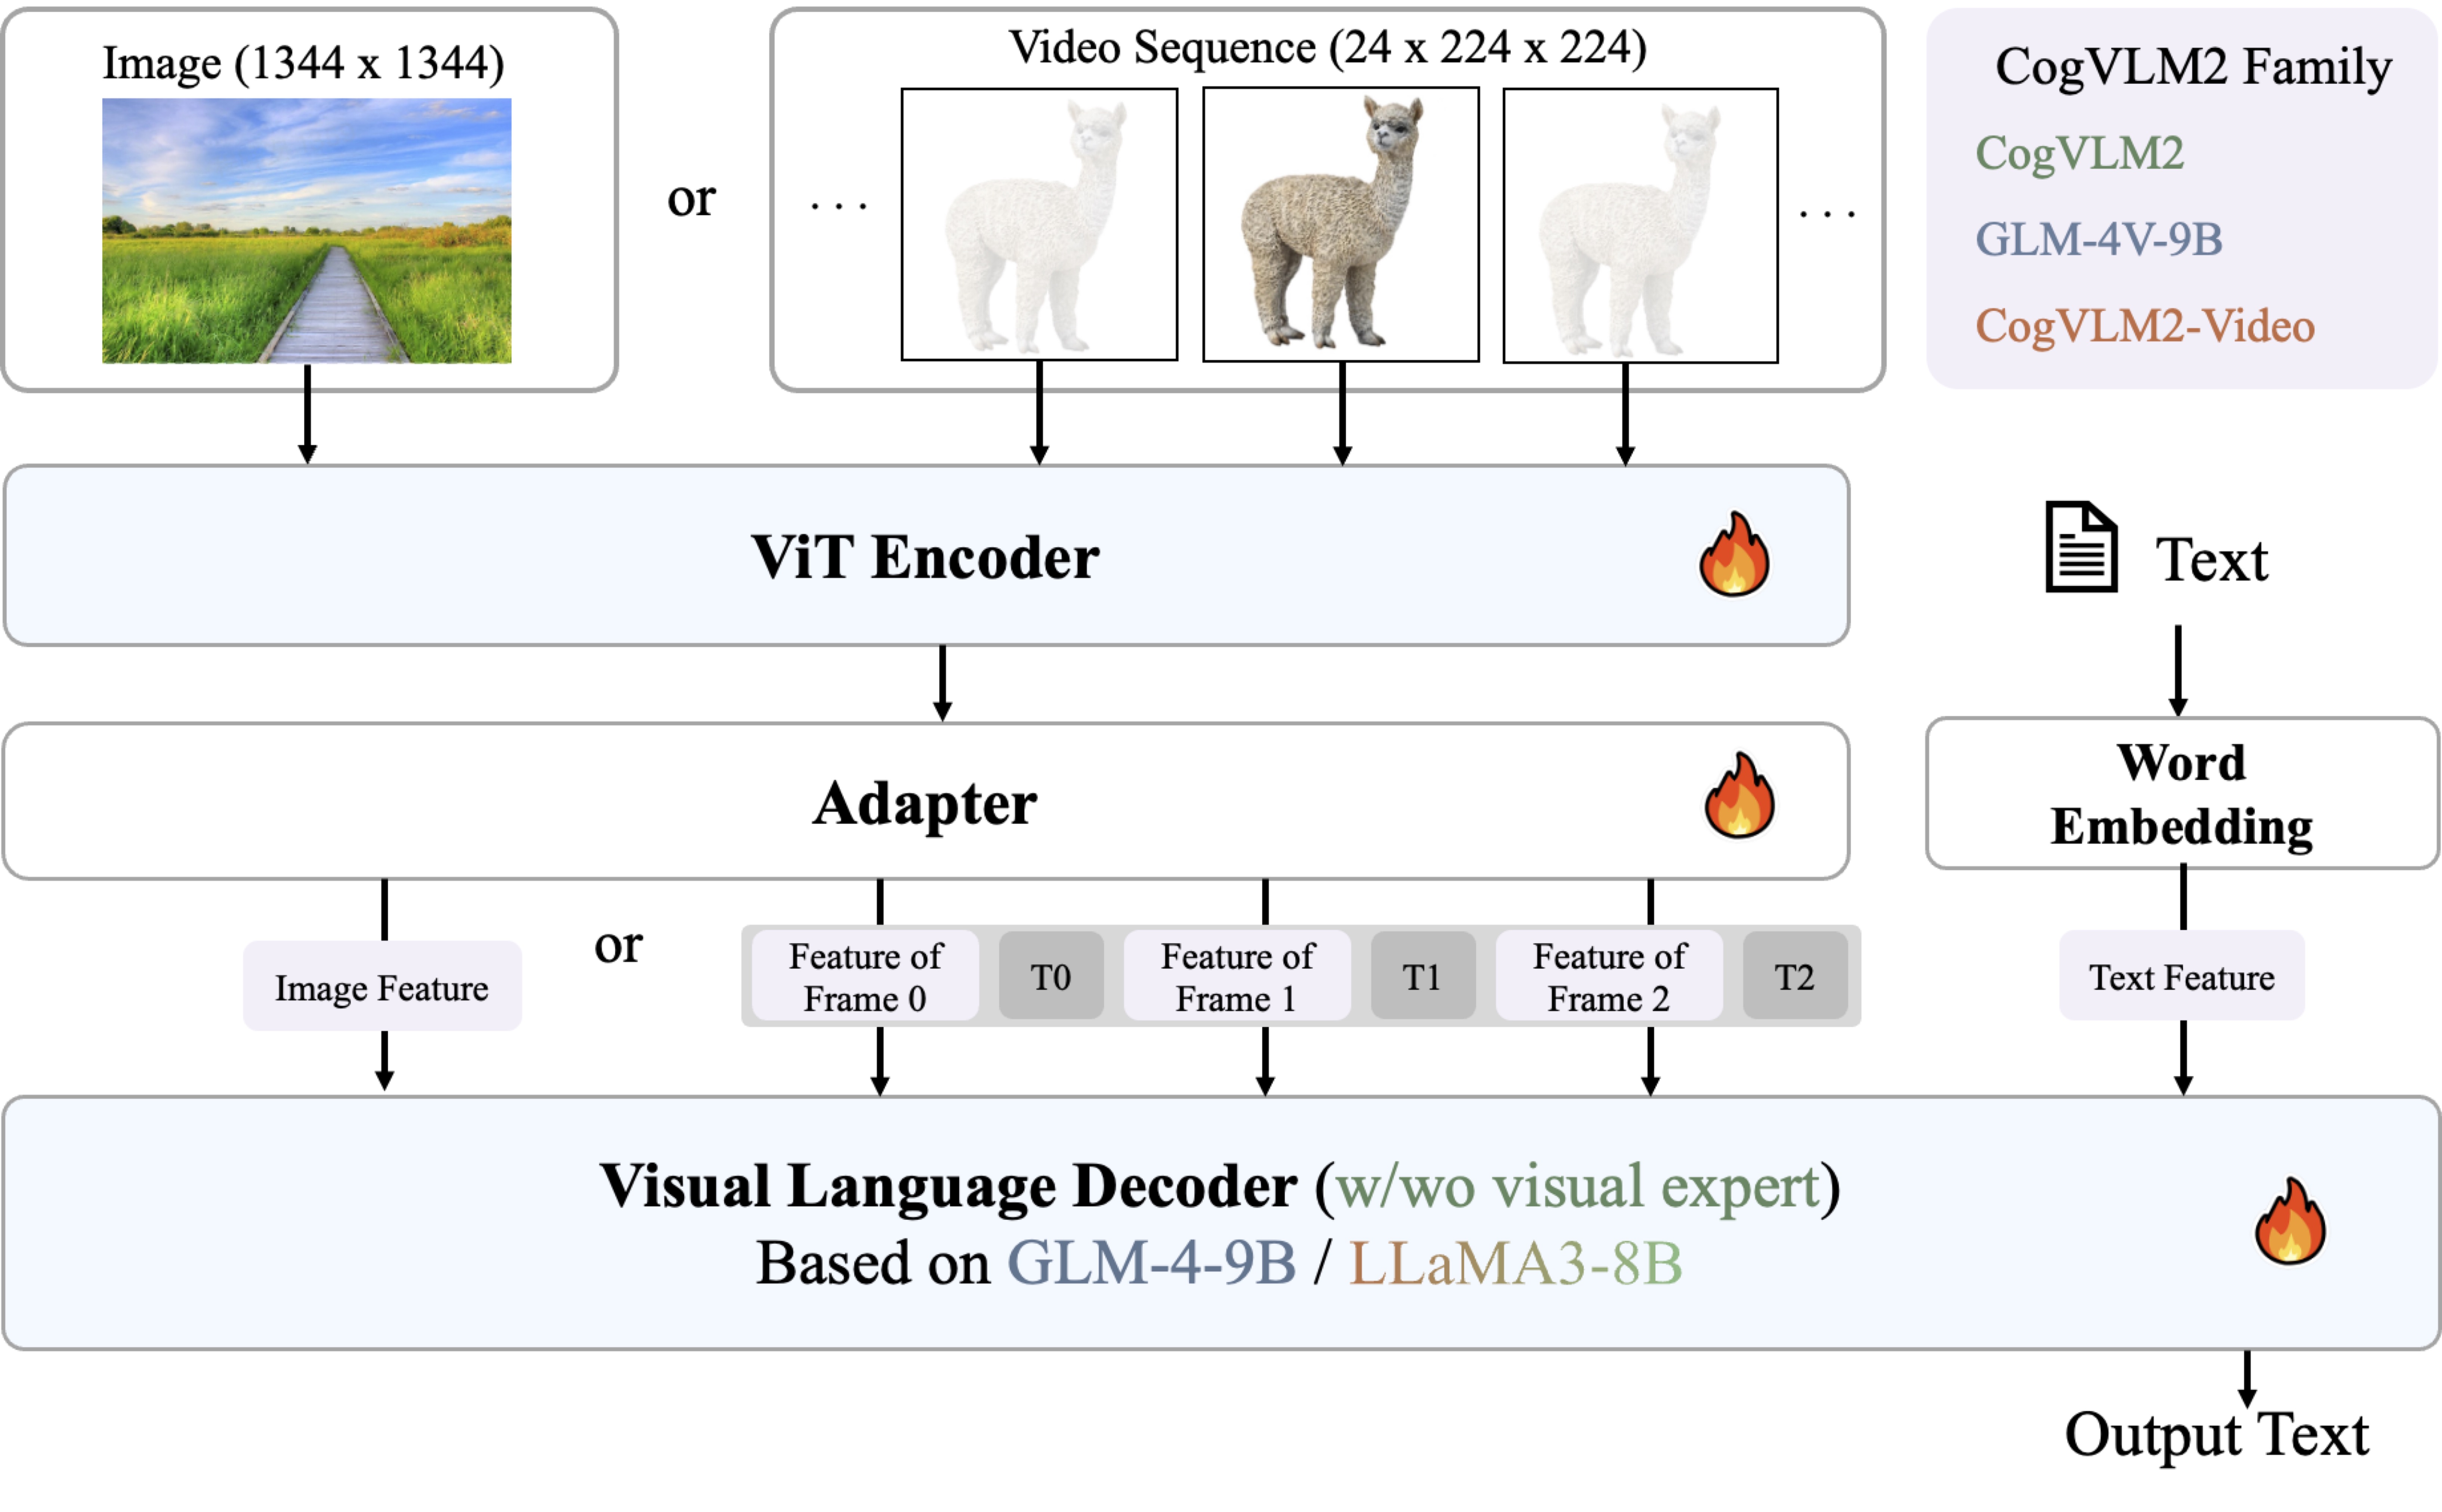 Image (1344 x 1344)
or
Video Sequence (24 x 224 x 224)
...
...
CogVLM2 Family
CogVLM2
GLM-4V-9B
CogVLM2-Video
ViT Encoder
Text
Adapter
Word
Embedding
Image Feature
or
Feature of
Frame 0
T0
Feature of
Frame 1
T1
Feature of
Frame 2
T2
Text Feature
Visual Language Decoder (w/wo visual expert)
Based on GLM-4-9B / LLaMA3-8B
Output Text